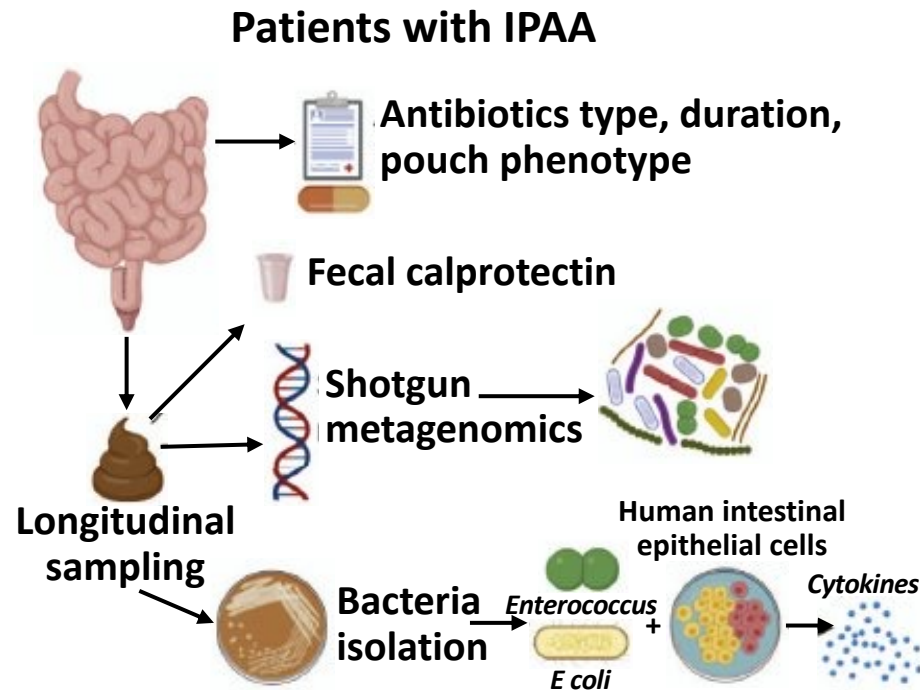 Patients with IPAA
Antibiotics type, duration,
pouch phenotype
Fecal calprotectin
Shotgun
metagenomics
Longitudinal
sampling
Human intestinal
epithelial cells
Bacteria
isolation
Enterococcus
+
E coli
Cytokines